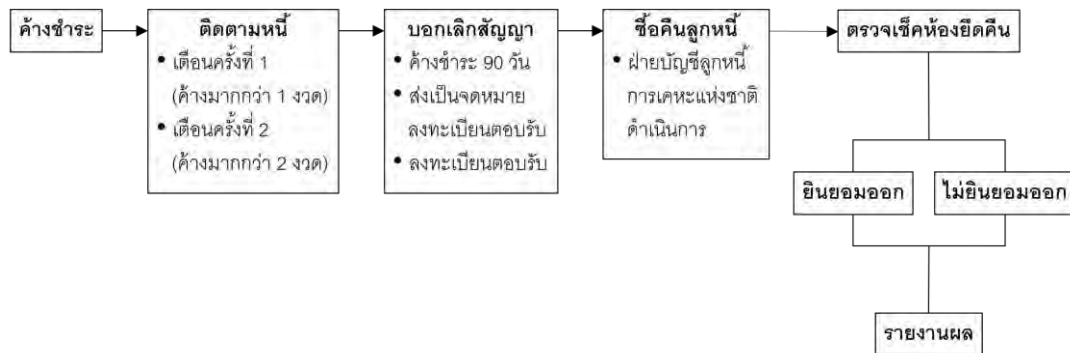 ค้างชำระ
ติดตามหนี้
• เตือนครั้งที่ 1
(ค้างมากกว่า 1 งวด)
• เตือนครั้งที่ 2
(ค้างมากกว่า 2 งวด)
บอกเลิกสัญญา
• ค้างชำระ 90 วัน
• ส่งเป็นจดหมาย
ลงทะเบียนตอบรับ
• ลงทะเบียนตอบรับ
ซื้อคืนลูกหนี้
• ฝ่ายบัญชีลูกหนี้
การเคหะแห่งชาติ
ดำเนินการ
ตรวจเช็คห้องยึดคืน
ยินยอมออก
ไม่ยินยอมออก
รายงานผล